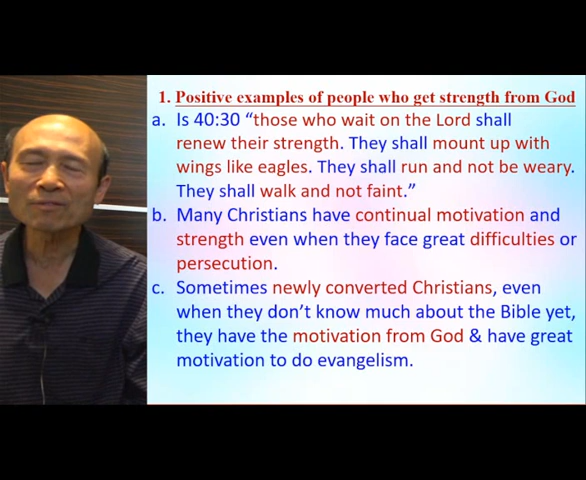 1. Positive examples of people who get strength from God
a. Is 40:30 “those who wait on the Lord shall
renew their strength. They shall mount up with
wings like eagles. They shall run and not be weary.
They shall walk and not faint.”
b. Many Christians have continual motivation and
strength even when they face great difficulties or
persecution.
c. Sometimes newly converted Christians, even
when they don’t know much about the Bible yet,
they have the motivation from God & have great
motivation to do evangelism.